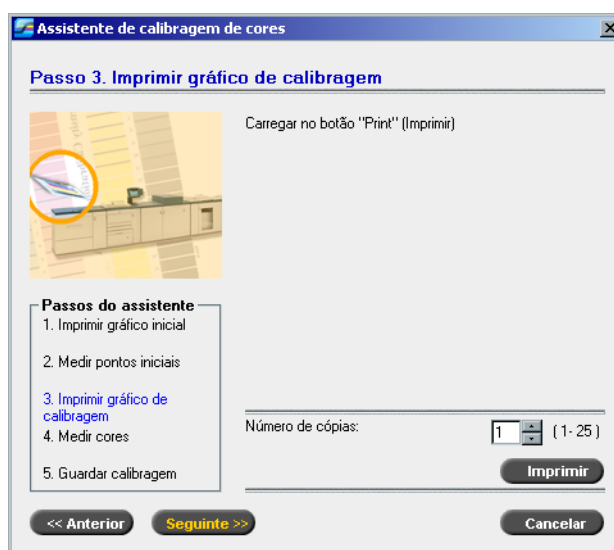 Assistente de calibragem de cores
Passo 3. Imprimir gráfico de calibragem
Carregar no botão "Print" (Imprimir)
Passos do assistente
1. Imprimir gráfico inicial
2. Medir pontos iniciais
3. Imprimir gráfico de
calibragem
4. Medir cores
5. Guardar calibragem
Número de cópias:
1
(1-25)
Imprimir
<< Anterior
Seguinte >>
Cancelar